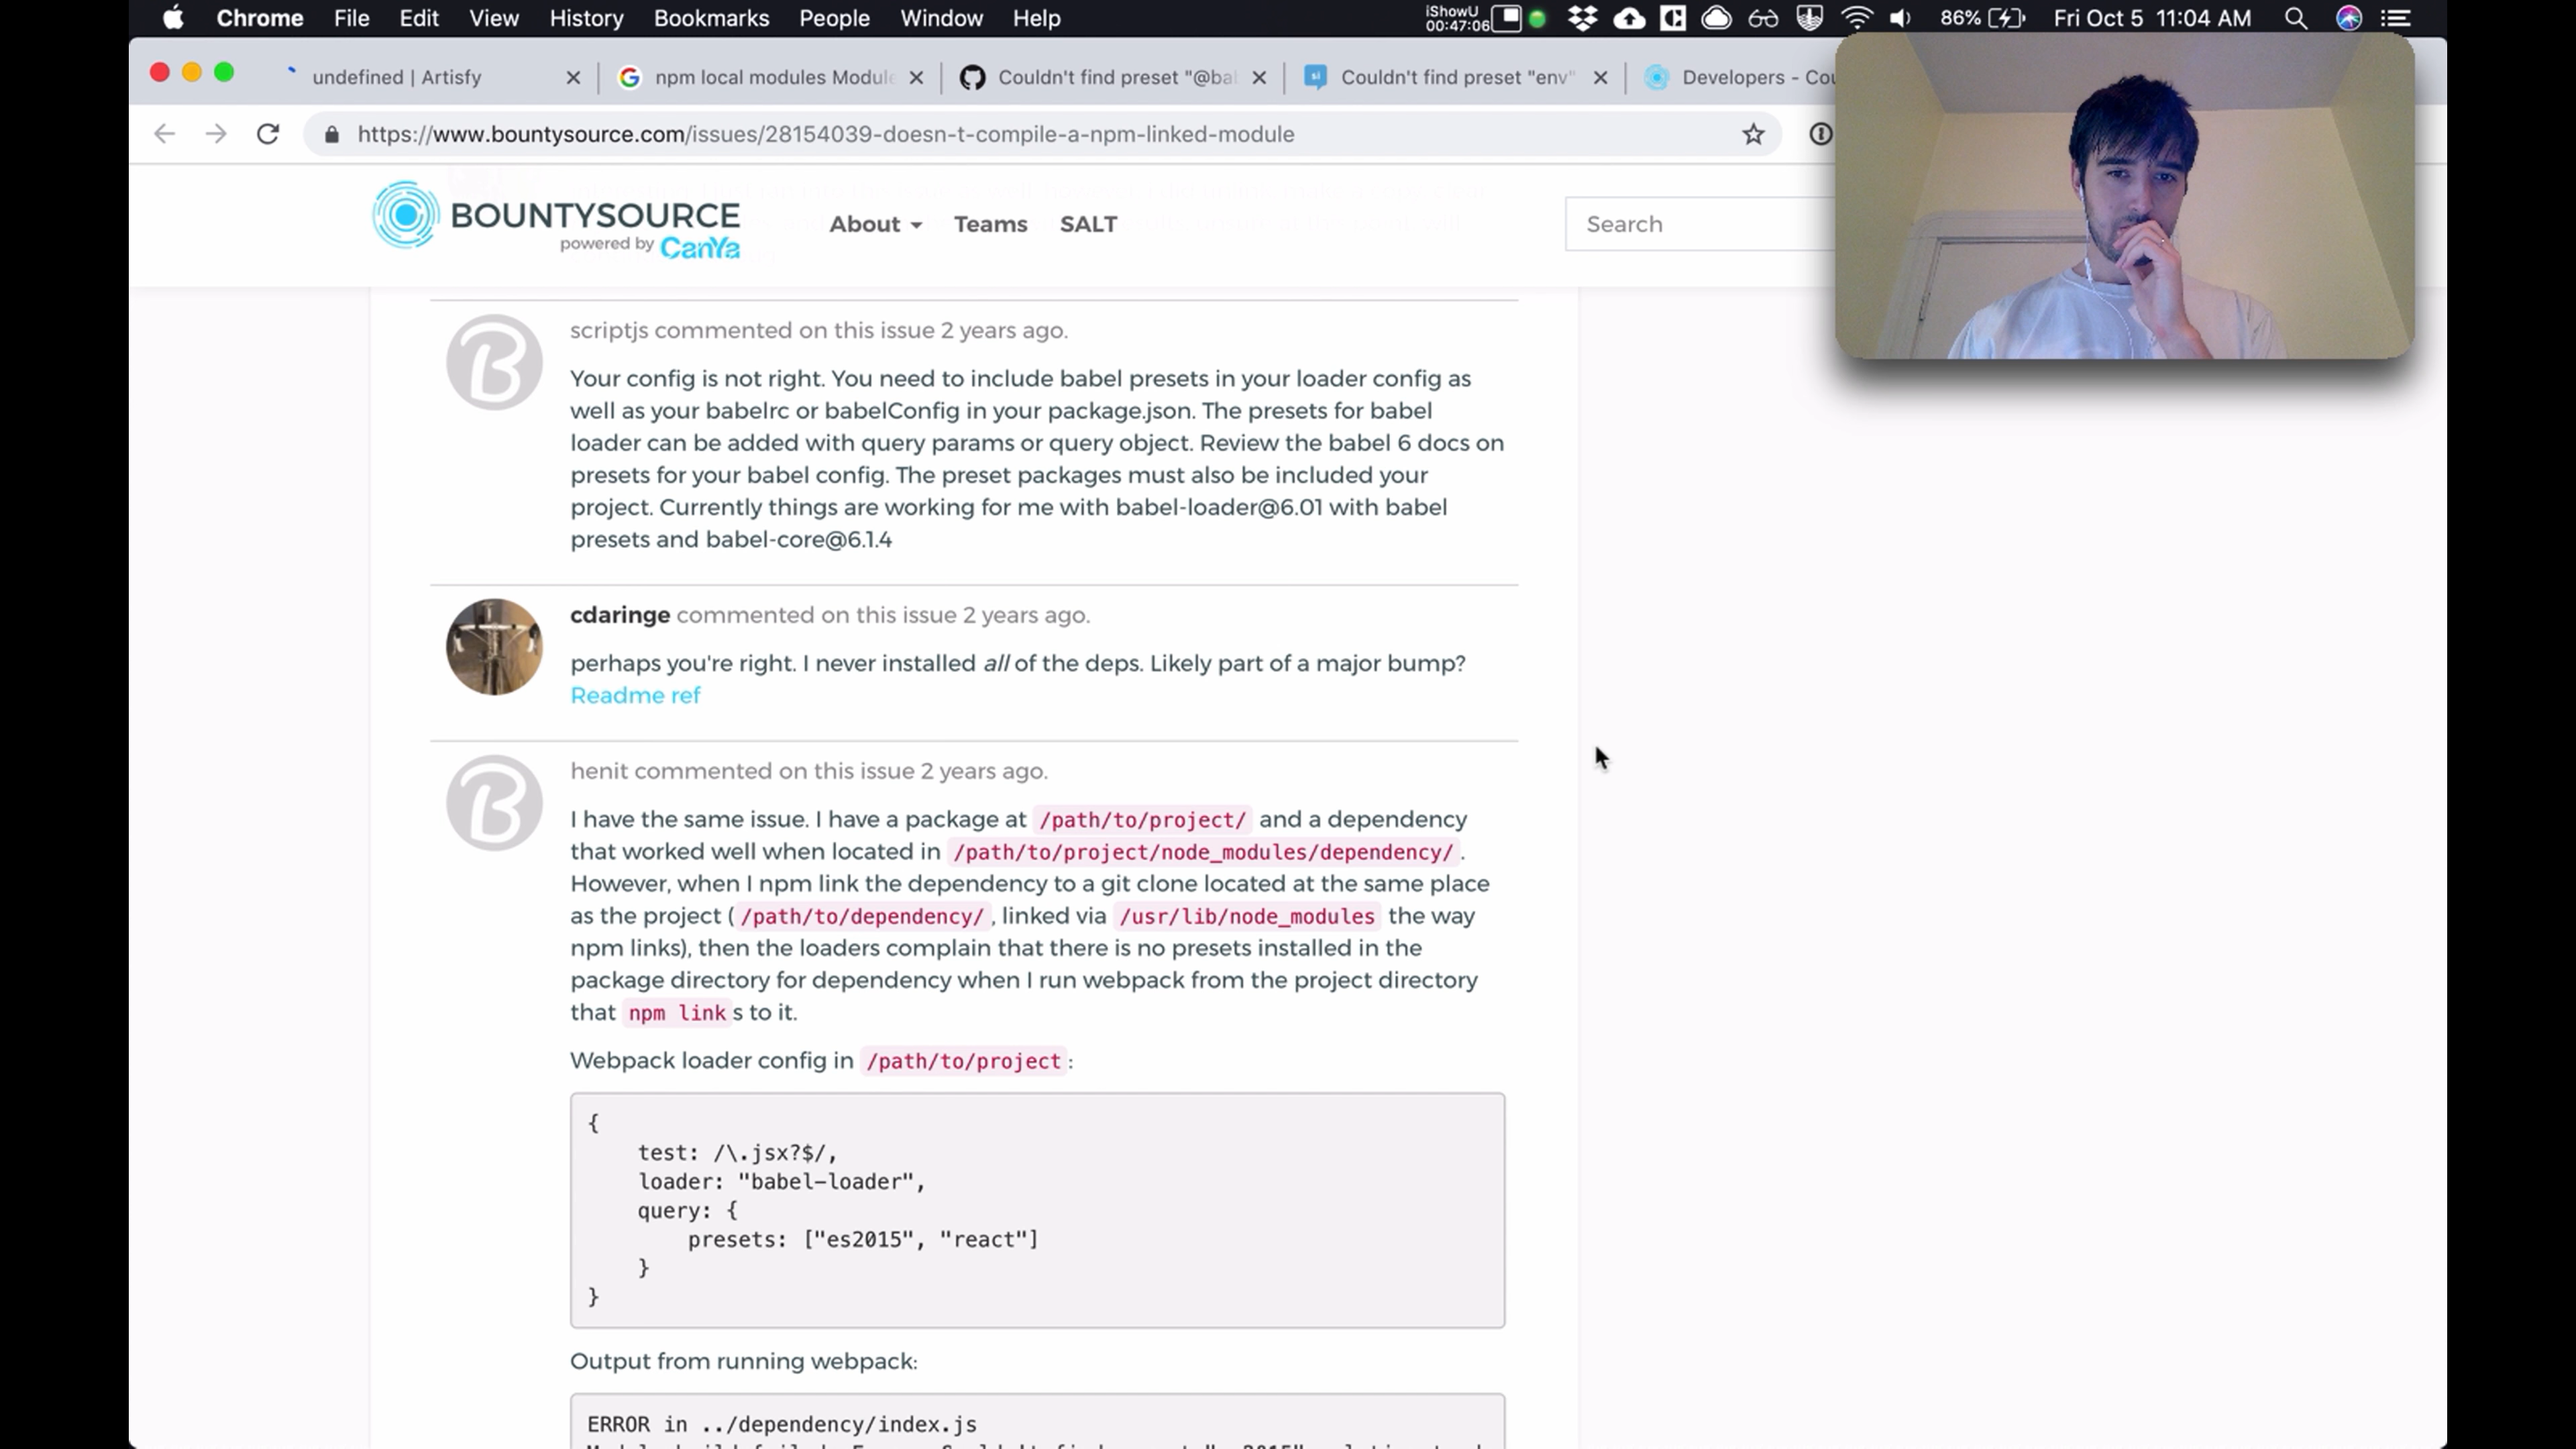 Chrome File Edit View History Bookmarks People Window Help
iShowU
00:47:06
86% Fri Oct 5 11:04 AM
undefined | Artisfy
npm local modules Module
Couldn't find preset "@bal
Couldn't find preset "env"
Developers - Cou
https://www.bountysource.com/issues/28154039-doesn-t-compile-a-npm-linked-module
BOUNTYSOURCE
powered by CanYa
About Teams SALT
Search
scriptjs commented on this issue 2 years ago.
Your config is not right. You need to include babel presets in your loader config as
well as your babelrc or babelConfig in your package.json. The presets for babel
loader can be added with query params or query object. Review the babel 6 docs on
presets for your babel config. The preset packages must also be included your
project. Currently things are working for me with babel-loader@6.01 with babel
presets and babel-core@6.1.4
cdaringe commented on this issue 2 years ago.
perhaps you're right. I never installed all of the deps. Likely part of a major bump?
Readme ref
henit commented on this issue 2 years ago.
I have the same issue. I have a package at /path/to/project/ and a dependency
that worked well when located in /path/to/project/node_modules/dependency/.
However, when I npm link the dependency to a git clone located at the same place
as the project (/path/to/dependency/, linked via /usr/lib/node_modules the way
npm links), then the loaders complain that there is no presets installed in the
package directory for dependency when I run webpack from the project directory
that npm links to it.
Webpack loader config in /path/to/project:
{
test: /\.jsx?$/,
loader: "babel-loader",
query: {
presets: ["es2015", "react"]
}
}
Output from running webpack:
ERROR in ../dependency/index.js